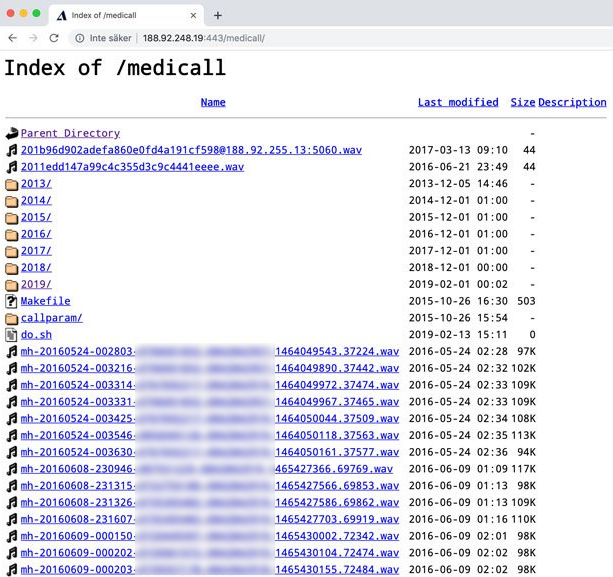 Index of /medicall
Inte säker 188.92.248.19:443/medicall/
Index of /medicall
Name Last modified Size Description
Parent Directory -
201b96d902adefa860e0fd4a191cf598@188.92.255.13:5060.wav 2017-03-13 09:10 44
2011edd147a99c4c355d3c9c4441eeee.wav 2016-06-21 23:49 44
2013/ 2013-12-05 14:46 -
2014/ 2014-12-01 01:00 -
2015/ 2015-12-01 01:00 -
2016/ 2016-12-01 01:00 -
2017/ 2017-12-01 01:00 -
2018/ 2018-12-01 00:00 -
2019/ 2019-02-01 00:02 -
Makefile 2015-10-26 16:30 503
callparam/ 2015-10-26 15:54 -
do.sh 2019-02-13 15:11 0
mh-20160524-002803- 1464049543.37224.wav 2016-05-24 02:28 97K
mh-20160524-003216- 1464049890.37442.wav 2016-05-24 02:32 102K
mh-20160524-003314- 1464049972.37474.wav 2016-05-24 02:33 109K
mh-20160524-003331- 1464049967.37465.wav 2016-05-24 02:33 109K
mh-20160524-003425- 1464050044.37509.wav 2016-05-24 02:34 108K
mh-20160524-003546- 1464050118.37563.wav 2016-05-24 02:35 113K
mh-20160524-003630- 1464050161.37577.wav 2016-05-24 02:36 94K
mh-20160608-230946- 465427366.69769.wav 2016-06-09 01:09 117K
mh-20160608-231315- 1465427566.69853.wav 2016-06-09 01:13 98K
mh-20160608-231326- 1465427586.69862.wav 2016-06-09 01:13 109K
mh-20160608-231607- 1465427703.69919.wav 2016-06-09 01:16 110K
mh-20160609-000150- 1465430002.72342.wav 2016-06-09 02:01 98K
mh-20160609-000202- 1465430104.72474.wav 2016-06-09 02:02 98K
mh-20160609-000203- 1465430155.72484.wav 2016-06-09 02:02 98K